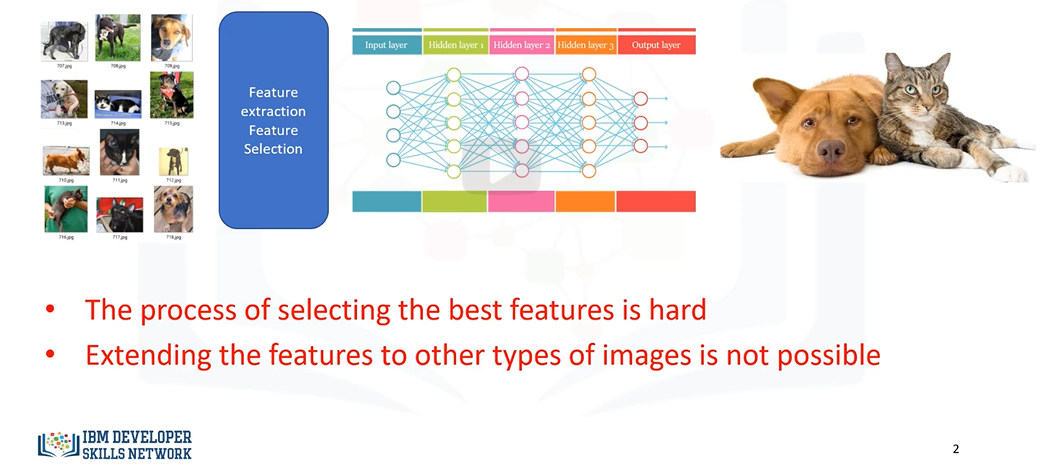 707.jpg 708.jpg 709.jpg
713.jpg 714.jpg 715.jpg
710.jpg 711.jpg 712.jpg
716.jpg 717.jpg 718.jpg
Feature
extraction
Feature
Selection
Input layer Hidden layer 1 Hidden layer 2 Hidden layer 3 Output layer
• The process of selecting the best features is hard
• Extending the features to other types of images is not possible
IBM DEVELOPER
SKILLS NETWORK
2